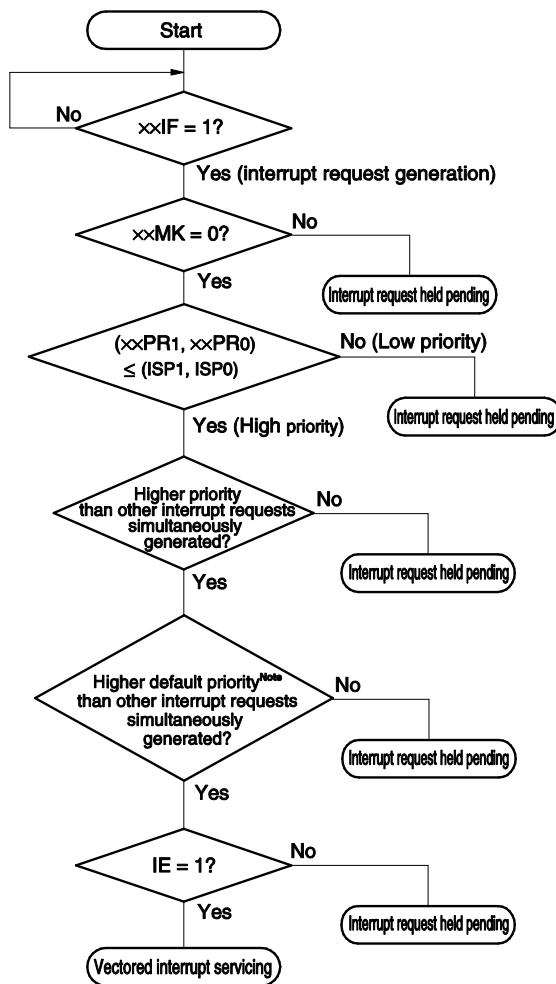 Start
No
××IF = 1?
Yes (interrupt request generation)
No
××MK = 0?
Yes
Interrupt request held pending
(××PR1, ××PR0)
≤ (ISP1, ISP0)
No (Low priority)
Interrupt request held pending
Yes (High priority)
Higher priority
than other interrupt requests
simultaneously
generated?
No
Interrupt request held pending
Yes
Higher default priorityNote
than other interrupt requests
simultaneously
generated?
No
Interrupt request held pending
Yes
IE = 1?
No
Interrupt request held pending
Yes
Vectored interrupt servicing